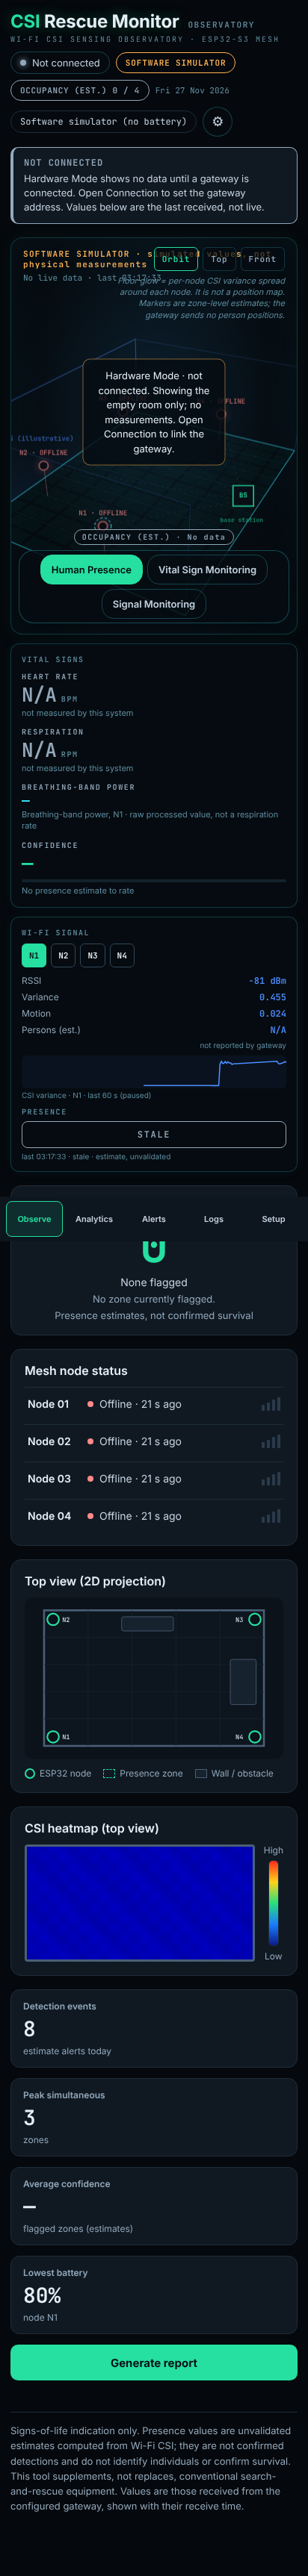 CSI Rescue Monitor OBSERVATORY
WI-FI CSI SENSING OBSERVATORY · ESP32-S3 MESH
Not connected
SOFTWARE SIMULATOR
OCCUPANCY (EST.) 0 / 4
Fri 27 Nov 2026
Software simulator (no battery)
NOT CONNECTED
Hardware Mode shows no data until a gateway is
connected. Open Connection to set the gateway
address. Values below are the last received, not live.
SOFTWARE SIMULATOR · simulated values, not
physical measurements
No live data · last 03:17:33
Orbit
Top
Front
Floor glow = per-node CSI variance spread
around each node. It is not a position map.
Markers are zone-level estimates; the
gateway sends no person positions.
Hardware Mode · not
connected. Showing the
empty room only; no
measurements. Open
Connection to link the
gateway.
(illustrative)
OFFLINE
N2 · OFFLINE
BS
base station
N1 · OFFLINE
OCCUPANCY (EST.) · No data
Human Presence
Vital Sign Monitoring
Signal Monitoring
VITAL SIGNS
HEART RATE
N/A BPM
not measured by this system
RESPIRATION
N/A RPM
not measured by this system
BREATHING-BAND POWER
—
Breathing-band power, N1 · raw processed value, not a respiration
rate
CONFIDENCE
—
No presence estimate to rate
WI-FI SIGNAL
N1
N2
N3
N4
RSSI -81 dBm
Variance 0.455
Motion 0.024
Persons (est.) N/A
not reported by gateway
CSI variance · N1 · last 60 s (paused)
PRESENCE
STALE
last 03:17:33 · stale · estimate, unvalidated
Observe
Analytics
Alerts
Logs
Setup
None flagged
No zone currently flagged.
Presence estimates, not confirmed survival
Mesh node status
Node 01 Offline · 21 s ago
Node 02 Offline · 21 s ago
Node 03 Offline · 21 s ago
Node 04 Offline · 21 s ago
Top view (2D projection)
N2
N3
N1
N4
ESP32 node
Presence zone
Wall / obstacle
CSI heatmap (top view)
High
Low
Detection events
8
estimate alerts today
Peak simultaneous
3
zones
Average confidence
—
flagged zones (estimates)
Lowest battery
80%
node N1
Generate report
Signs-of-life indication only. Presence values are unvalidated
estimates computed from Wi-Fi CSI; they are not confirmed
detections and do not identify individuals or confirm survival.
This tool supplements, not replaces, conventional search-
and-rescue equipment. Values are those received from the
configured gateway, shown with their receive time.